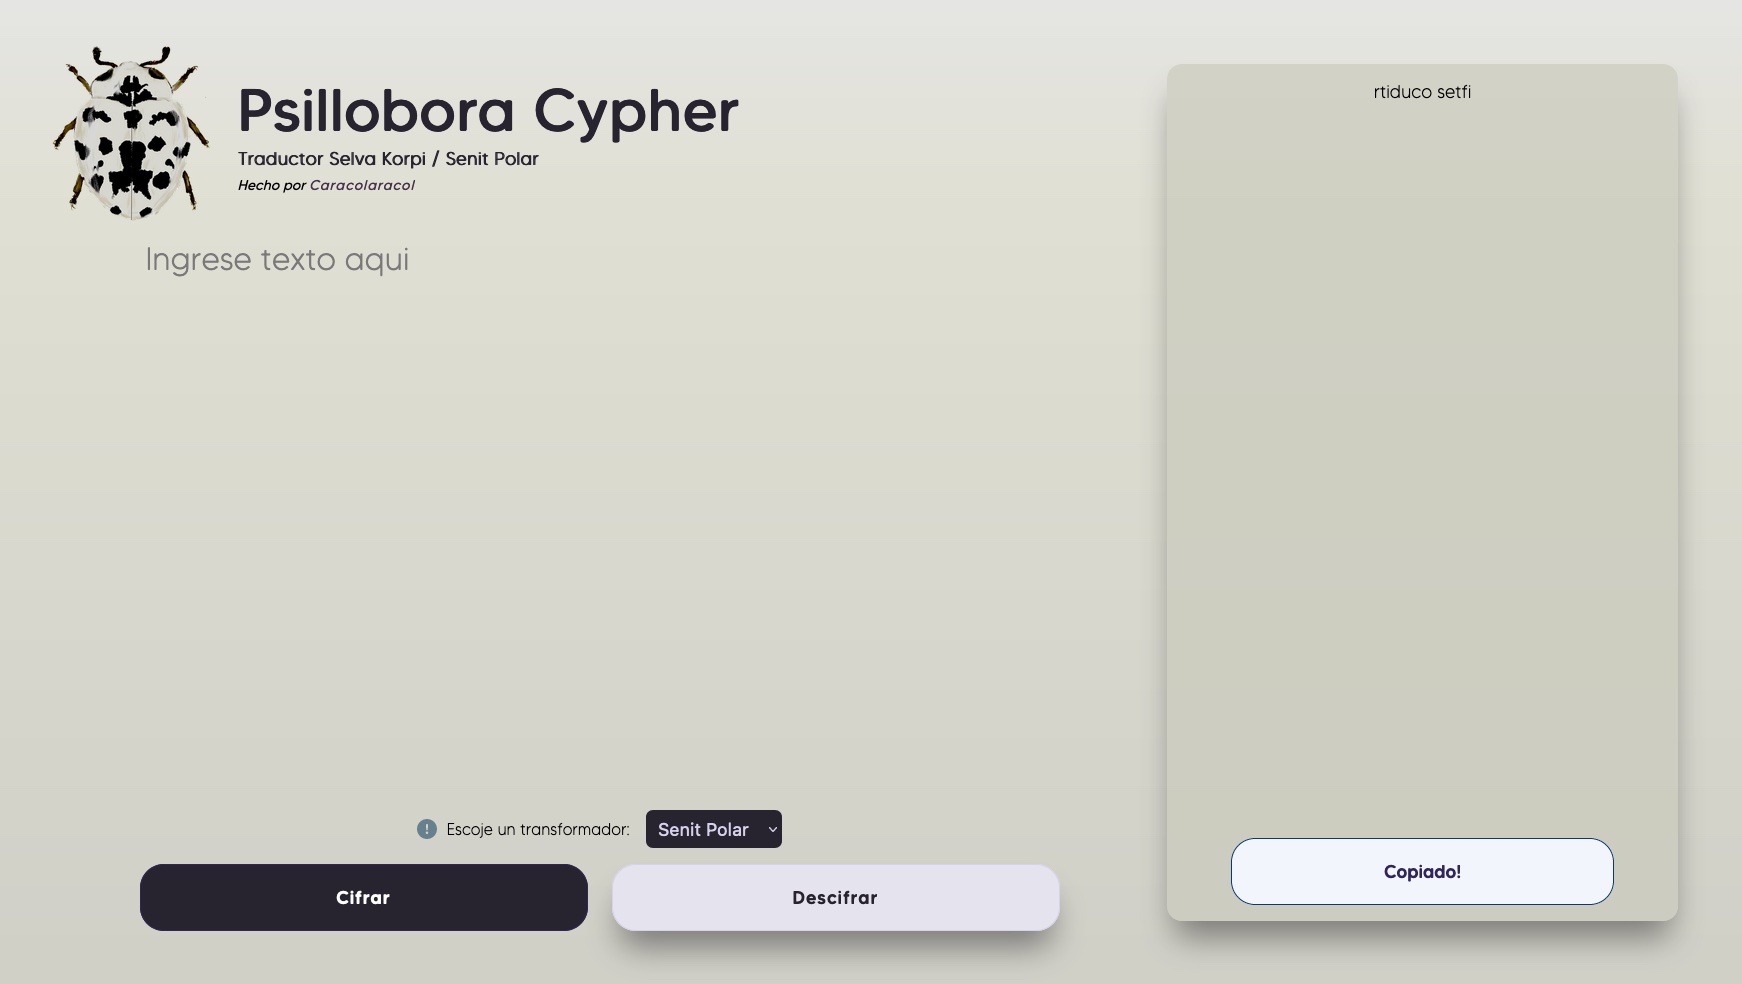 Psillobora Cypher
Traductor Selva Korpi / Senit Polar
Hecho por Caracolaracol
Ingrese texto aqui
! Escoje un transformador: Senit Polar
Cifrar
Descifrar
rtiduco setfi
Copiado!